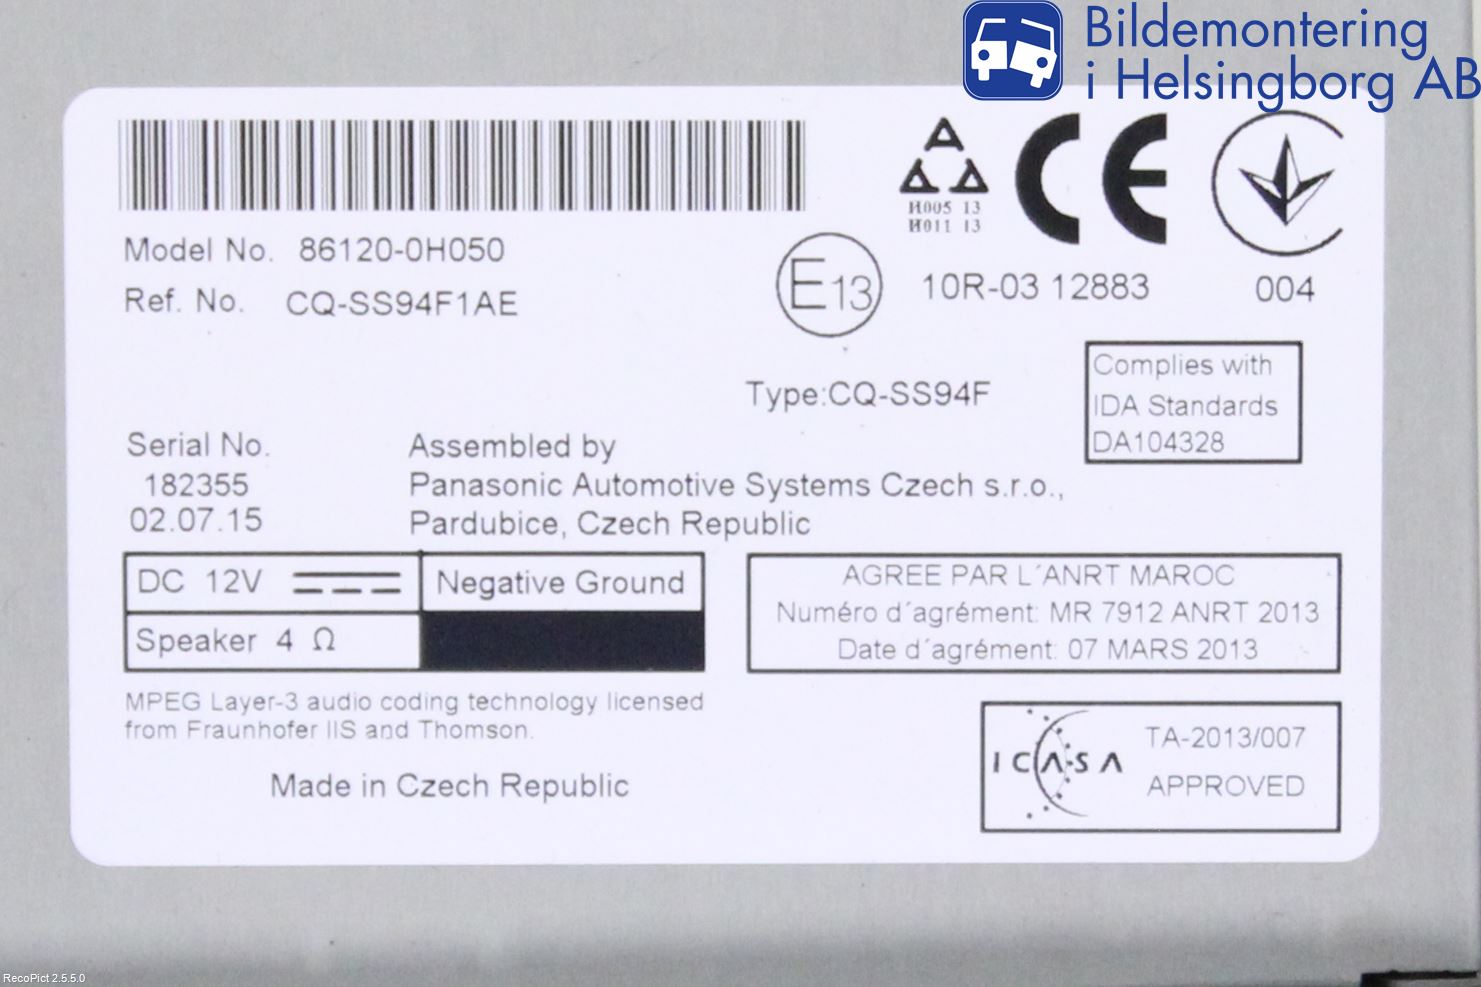 Bildemontering
i Helsingborg AB
H005 13
H011 13
CE
Model No. 86120-0H050
Ref. No. CQ-SS94F1AE
E13
10R-03 12883
004
Type:CQ-SS94F
Complies with
IDA Standards
DA104328
Serial No.
182355
02.07.15
Assembled by
Panasonic Automotive Systems Czech s.r.o.,
Pardubice, Czech Republic
DC 12V
Negative Ground
Speaker 4 Ω
AGREE PAR L´ANRT MAROC
Numéro d´agrément: MR 7912 ANRT 2013
Date d´agrément: 07 MARS 2013
MPEG Layer-3 audio coding technology licensed
from Fraunhofer IIS and Thomson.
Made in Czech Republic
ICASA
TA-2013/007
APPROVED
RecoPict 2.5.5.0